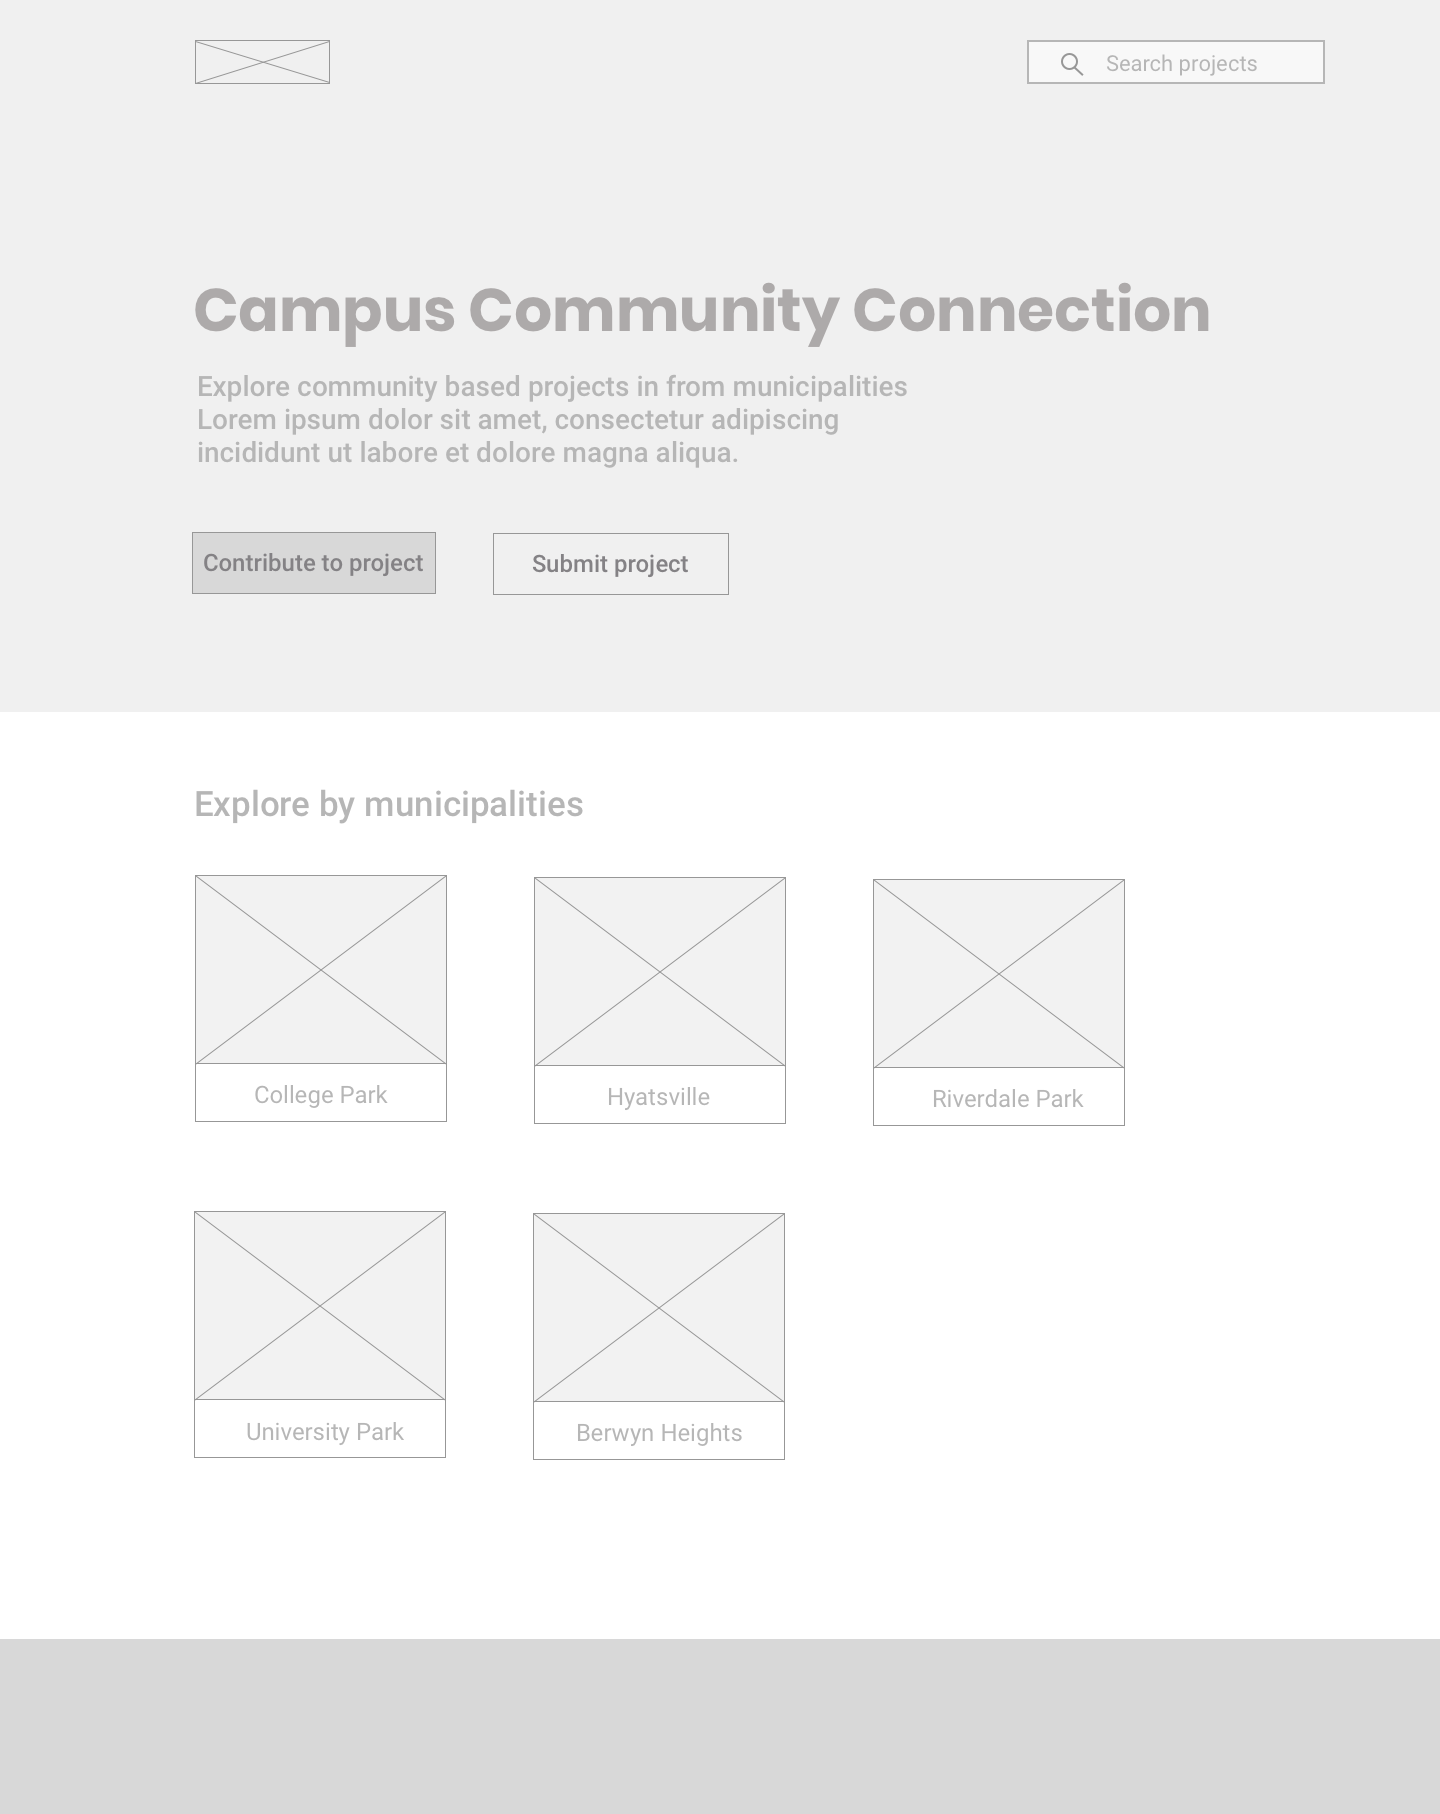 Search projects
Campus Community Connection
Explore community based projects in from municipalities
Lorem ipsum dolor sit amet, consectetur adipiscing
incididunt ut labore et dolore magna aliqua.
Contribute to project
Submit project
Explore by municipalities
College Park
Hyatsville
Riverdale Park
University Park
Berwyn Heights